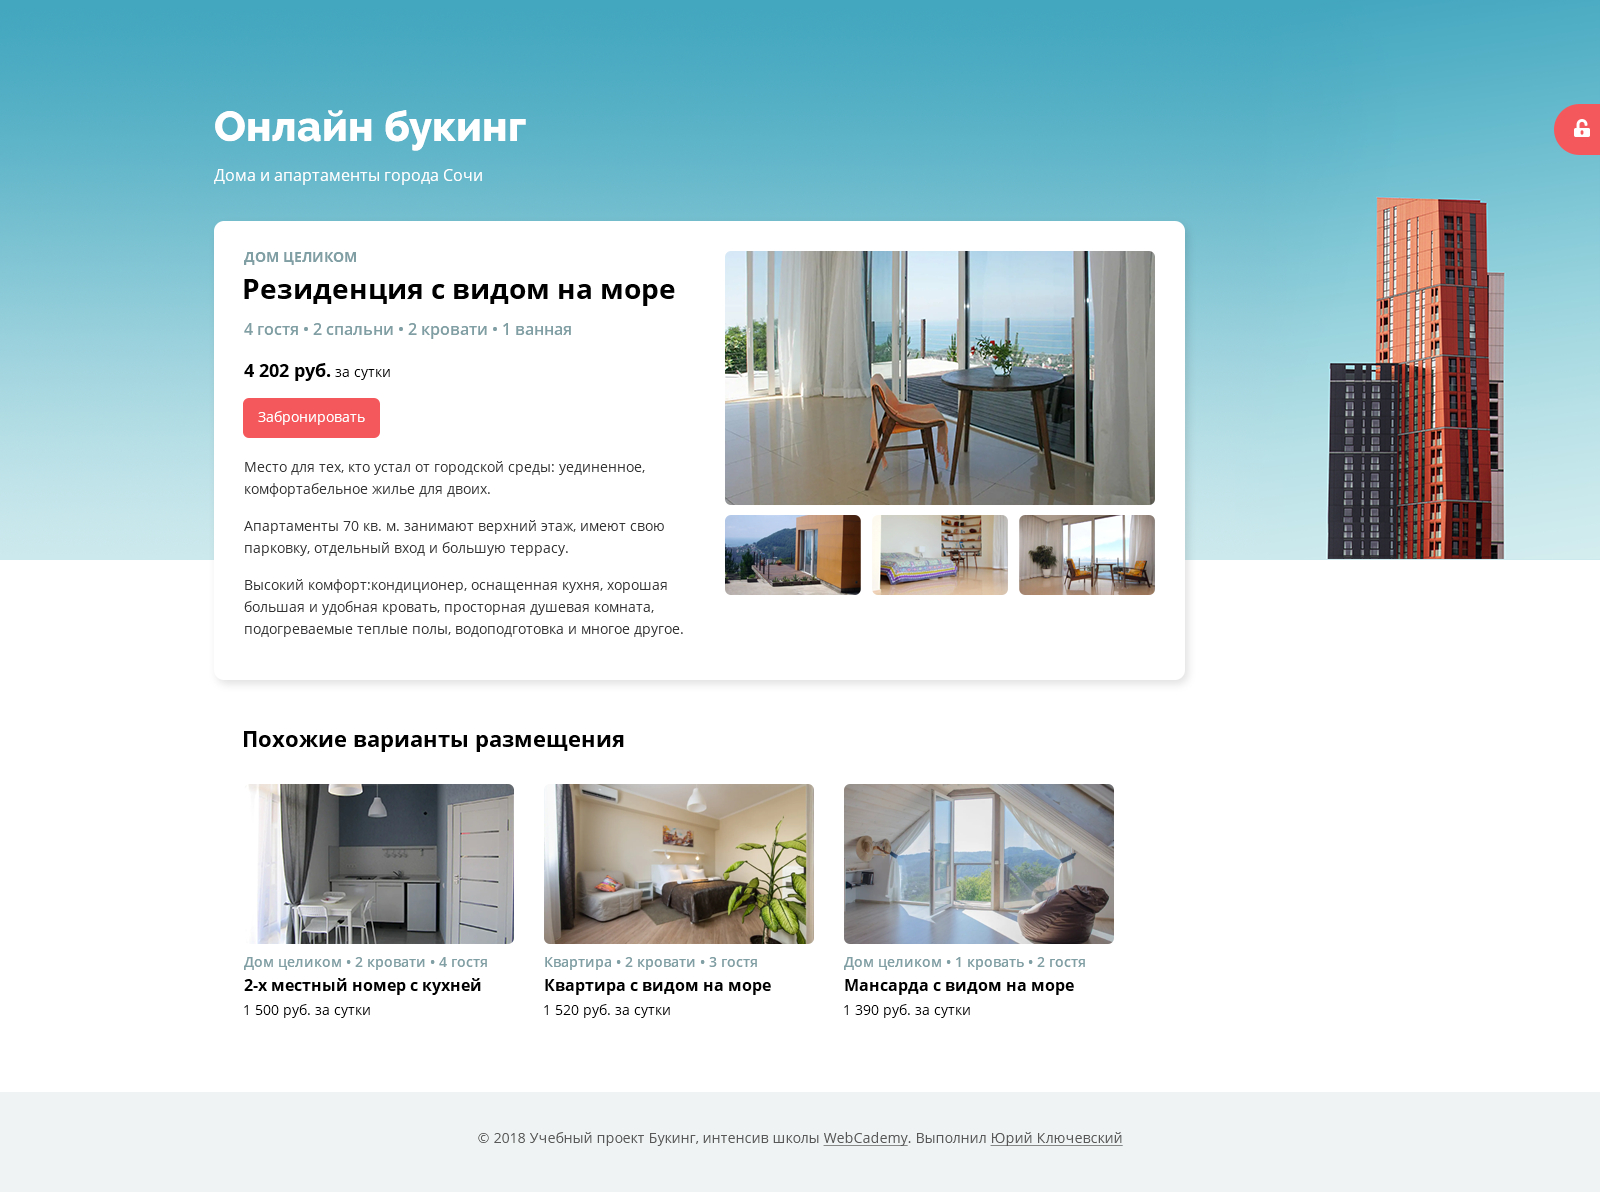 Онлайн букинг
Дома и апартаменты города Сочи
ДОМ ЦЕЛИКОМ
Резиденция с видом на море
4 гостя • 2 спальни • 2 кровати • 1 ванная
4 202 руб. за сутки
Забронировать
Место для тех, кто устал от городской среды: уединенное,
комфортабельное жилье для двоих.
Апартаменты 70 кв. м. занимают верхний этаж, имеют свою
парковку, отдельный вход и большую террасу.
Высокий комфорт:кондиционер, оснащенная кухня, хорошая
большая и удобная кровать, просторная душевая комната,
подогреваемые теплые полы, водоподготовка и многое другое.
Похожие варианты размещения
Дом целиком • 2 кровати • 4 гостя
2-х местный номер с кухней
1 500 руб. за сутки
Квартира • 2 кровати • 3 гостя
Квартира с видом на море
1 520 руб. за сутки
Дом целиком • 1 кровать • 2 гостя
Мансарда с видом на море
1 390 руб. за сутки
© 2018 Учебный проект Букинг, интенсив школы WebCademy. Выполнил Юрий Ключевский